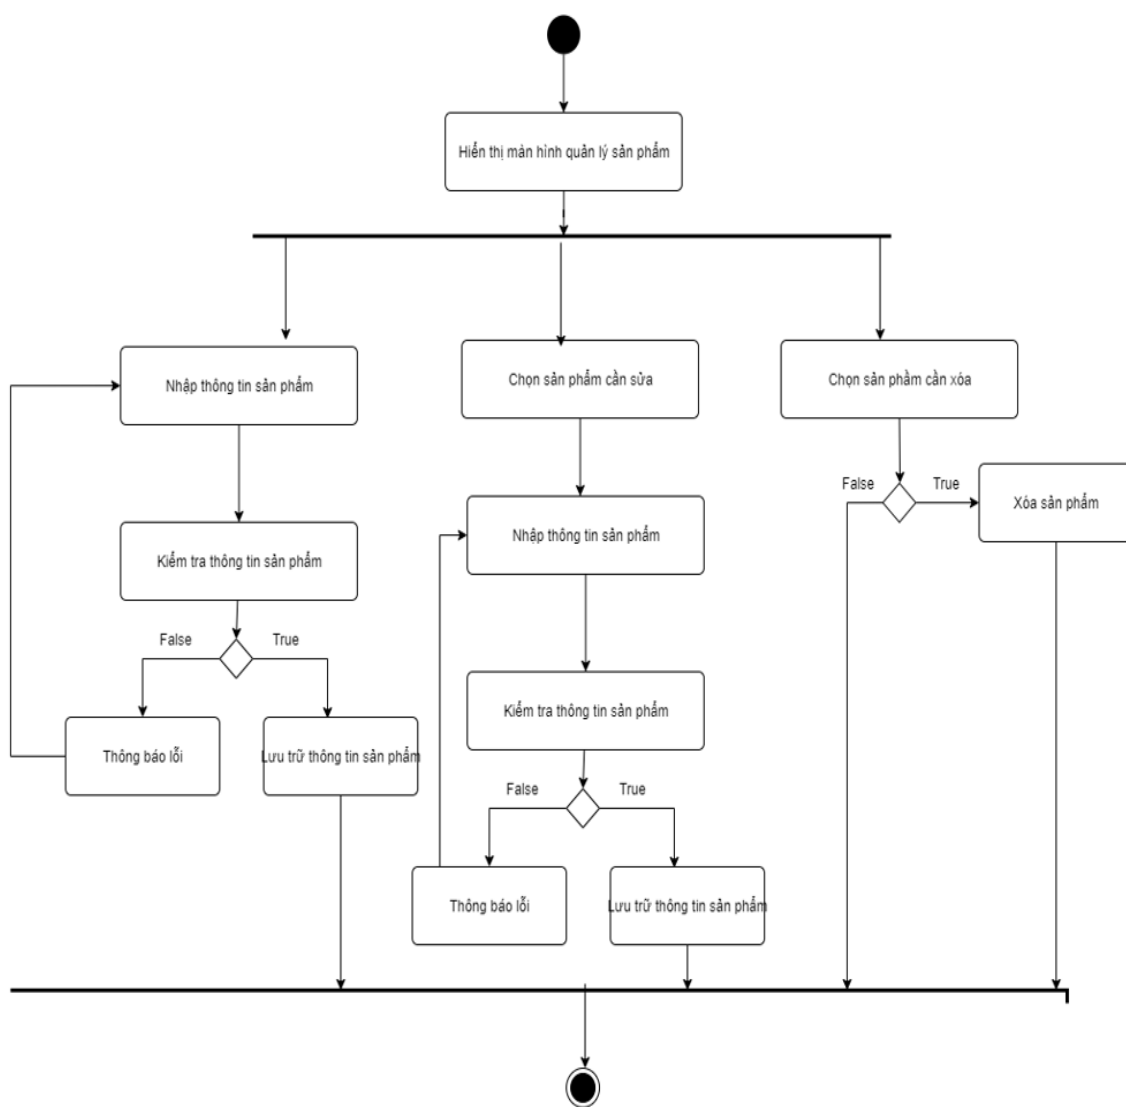 Hiển thị màn hình quản lý sản phẩm
Nhập thông tin sản phẩm
Chọn sản phẩm cần sửa
Chọn sản phầm cần xóa
False
True
Xóa sản phẩm
Nhập thông tin sản phẩm
Kiểm tra thông tin sản phẩm
False
True
Kiểm tra thông tin sản phẩm
Thông báo lỗi
Lưu trữ thông tin sản phẩm
False
True
Thông báo lỗi
Lưu trữ thông tin sản phẩm